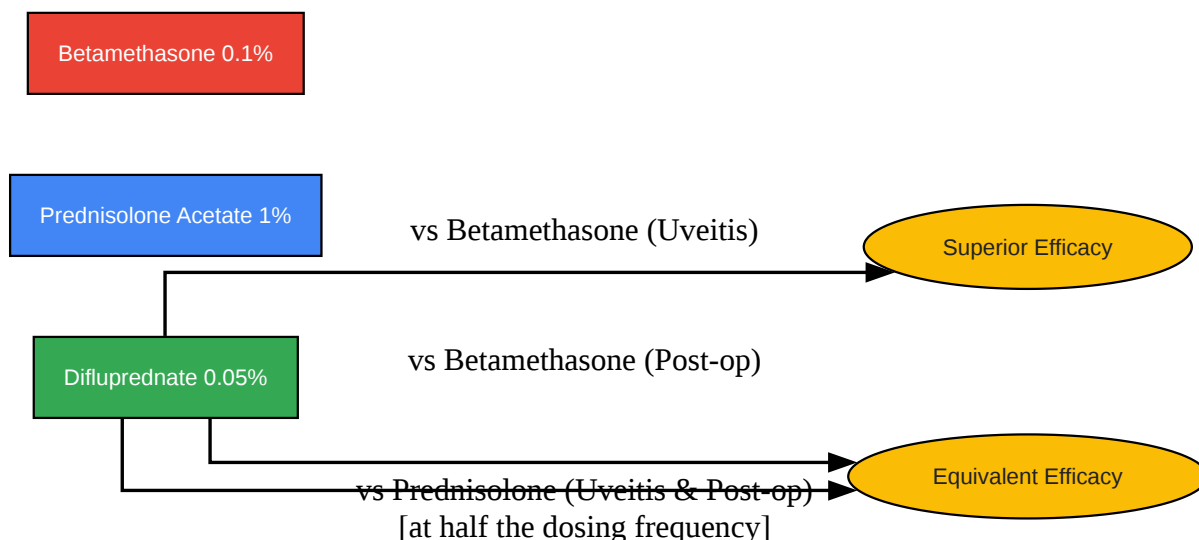 Betamethasone 0.1%
Prednisolone Acetate 1%
vs Betamethasone (Uveitis)
Superior Efficacy
vs Betamethasone (Post-op)
Difluprednate 0.05%
Equivalent Efficacy
vs Prednisolone (Uveitis & Post-op)
[at half the dosing frequency]